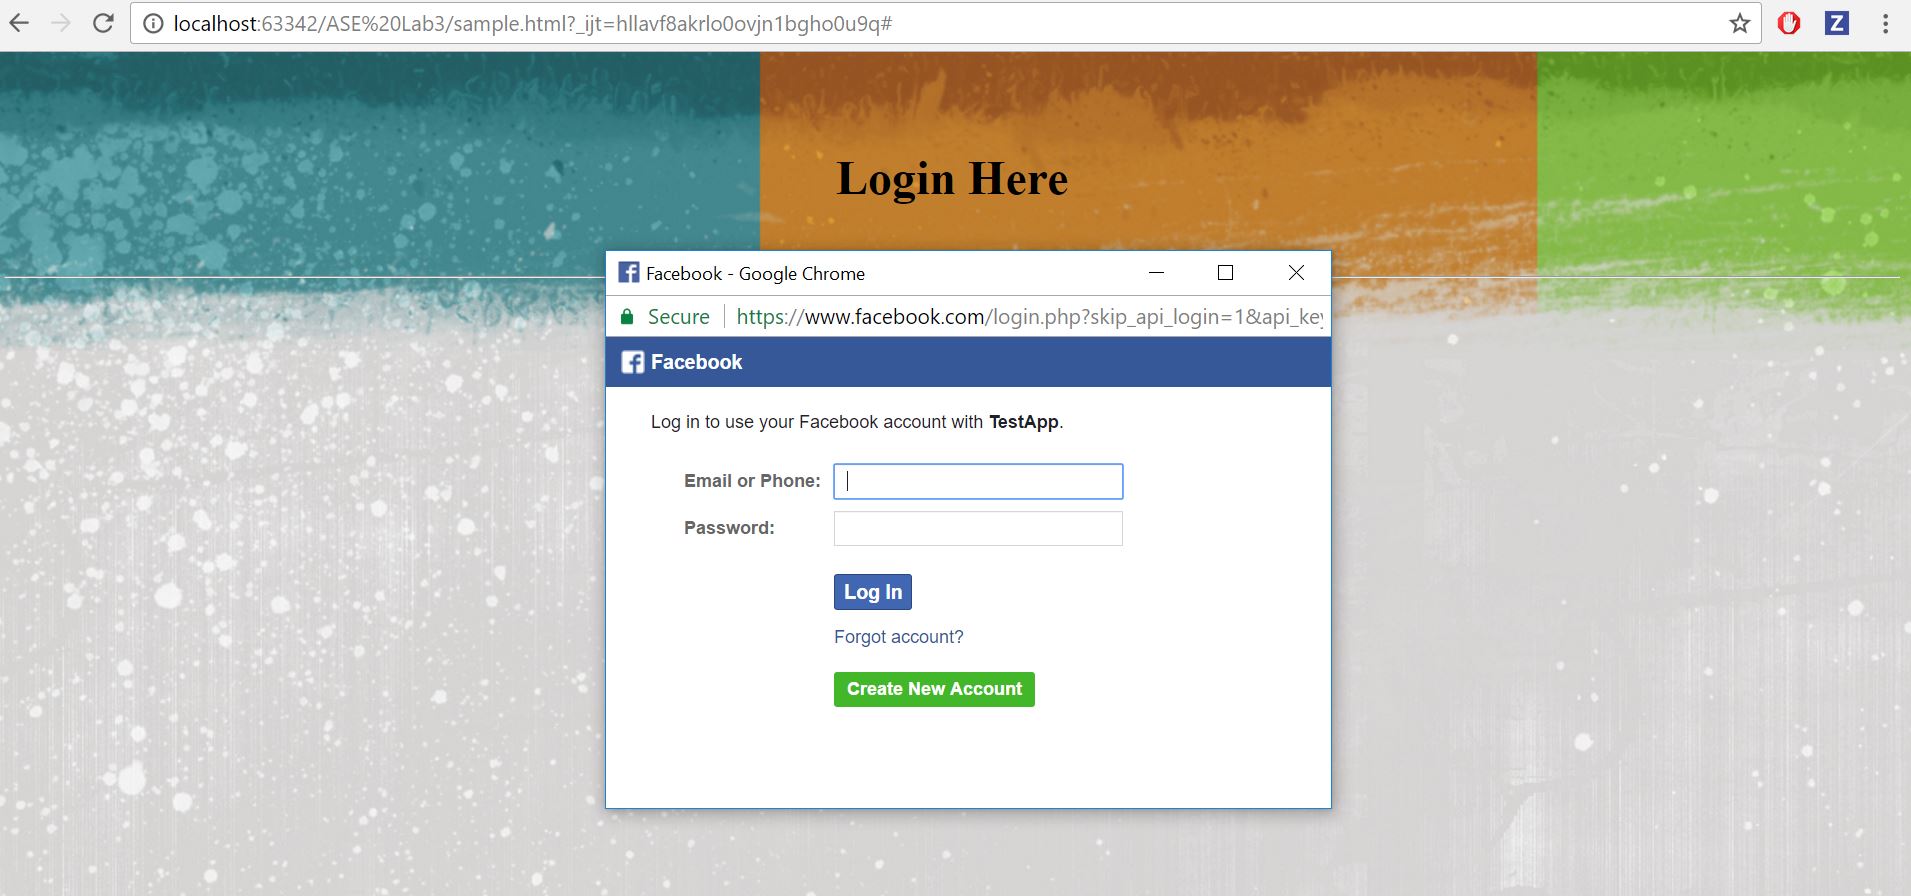 localhost:63342/ASE%20Lab3/sample.html?_ijt=hllavf8akrlo0ovjn1bgho0u9q#
Z
Login Here
Facebook - Google Chrome
Secure https://www.facebook.com/login.php?skip_api_login=1&api_key
Facebook
Log in to use your Facebook account with TestApp.
Email or Phone:
Password:
Log In
Forgot account?
Create New Account